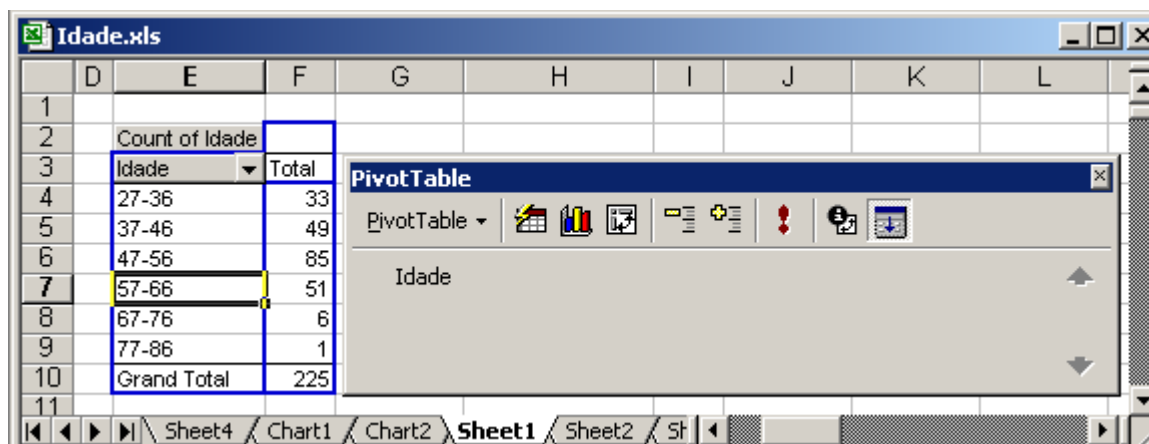 Idade.xls
D E F G H I J K L
1
2 Count of Idade
3 Idade Total
4 27-36 33
5 37-46 49
6 47-56 85
7 57-66 51
8 67-76 6
9 77-86 1
10 Grand Total 225
11
PivotTable
PivotTable
Idade
Sheet4 Chart1 Chart2 Sheet1 Sheet2 Sh